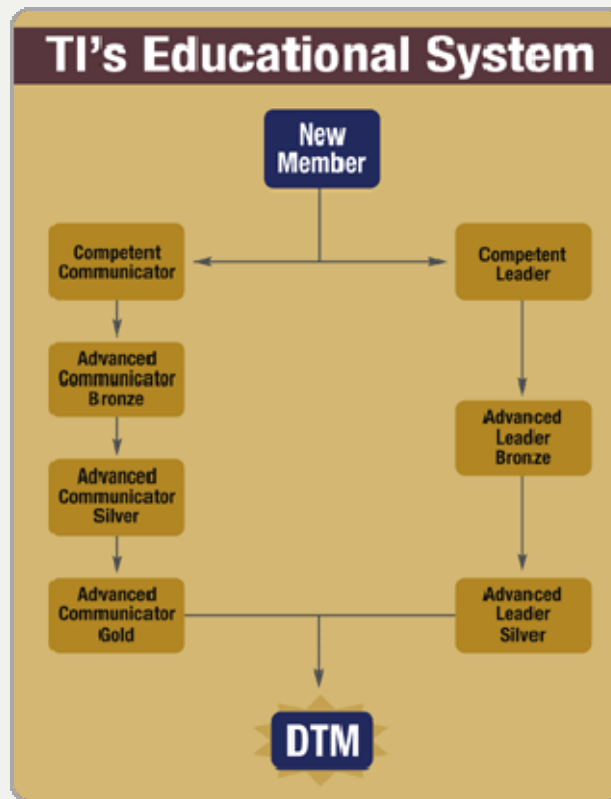 TI's Educational System
New
Member
Competent
Communicator
Competent
Leader
Advanced
Communicator
Bronze
Advanced
Leader
Bronze
Advanced
Communicator
Silver
Advanced
Communicator
Gold
Advanced
Leader
Silver
DTM